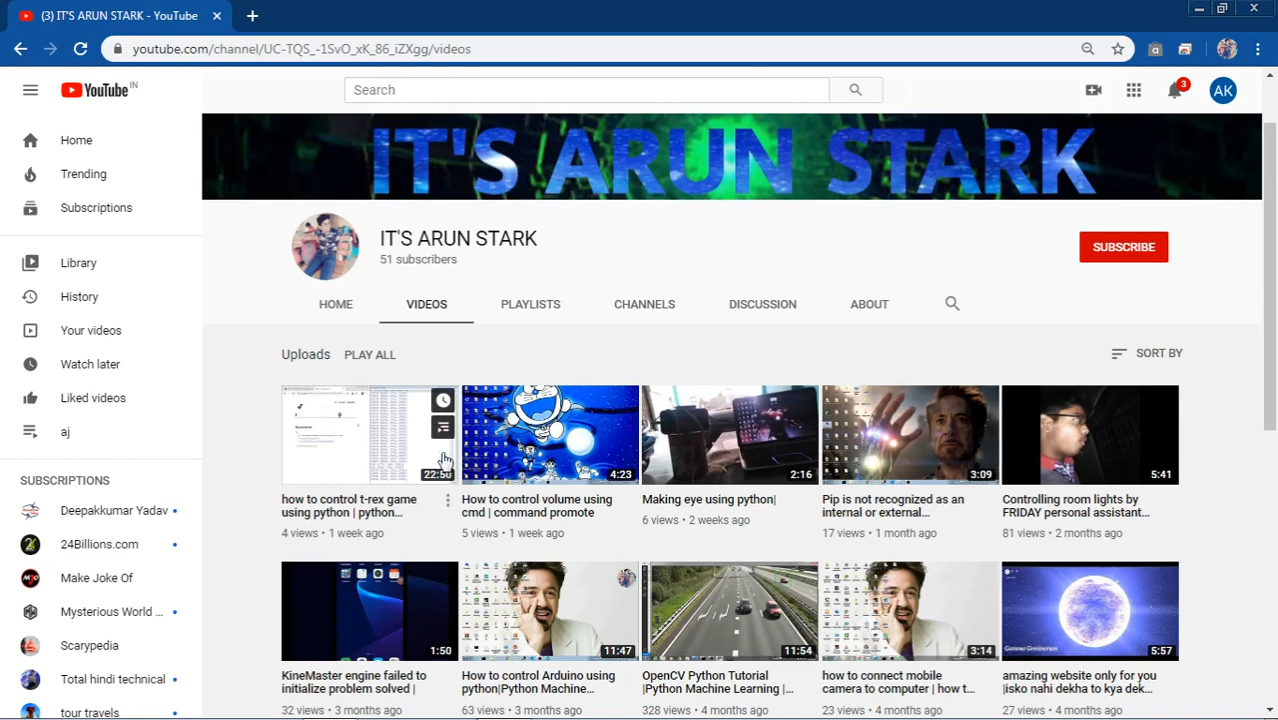 (3) IT'S ARUN STARK - YouTube
youtube.com/channel/UC-TQS_-1SvO_xK_86_iZXgg/videos
YouTube IN
Search
3
AK
Home
Trending
Subscriptions
Library
History
Your videos
Watch later
Liked videos
aj
SUBSCRIPTIONS
Deepakkumar Yadav
24Billions.com
Make Joke Of
Mysterious World ...
Scarypedia
Total hindi technical
tour travels
IT'S ARUN STARK
IT'S ARUN STARK
51 subscribers
SUBSCRIBE
HOME VIDEOS PLAYLISTS CHANNELS DISCUSSION ABOUT
Uploads PLAY ALL SORT BY
22:50
how to control t-rex game
using python | python...
4 views • 1 week ago
4:23
How to control volume using
cmd | command promote
5 views • 1 week ago
2:16
Making eye using python|
6 views • 2 weeks ago
3:09
Pip is not recognized as an
internal or external...
17 views • 1 month ago
5:41
Controlling room lights by
FRIDAY personal assistant...
81 views • 2 months ago
1:50
KineMaster engine failed to
initialize problem solved |
32 views • 3 months ago
11:47
How to control Arduino using
python|Python Machine...
63 views • 3 months ago
11:54
OpenCV Python Tutorial
|Python Machine Learning |...
328 views • 4 months ago
3:14
how to connect mobile
camera to computer | how t...
42 views • 4 months ago
Gamma Geminorum
5:57
amazing website only for you
|isko nahi dekha to kya dek...
27 views • 4 months ago